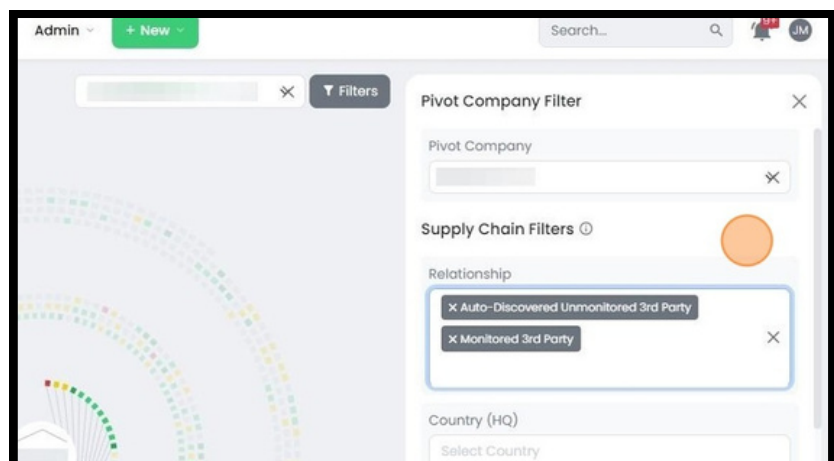 Admin + New Search... 9+ JM
Filters
Pivot Company Filter
Pivot Company
Supply Chain Filters
Relationship
× Auto-Discovered Unmonitored 3rd Party
× Monitored 3rd Party
Country (HQ)
Select Country